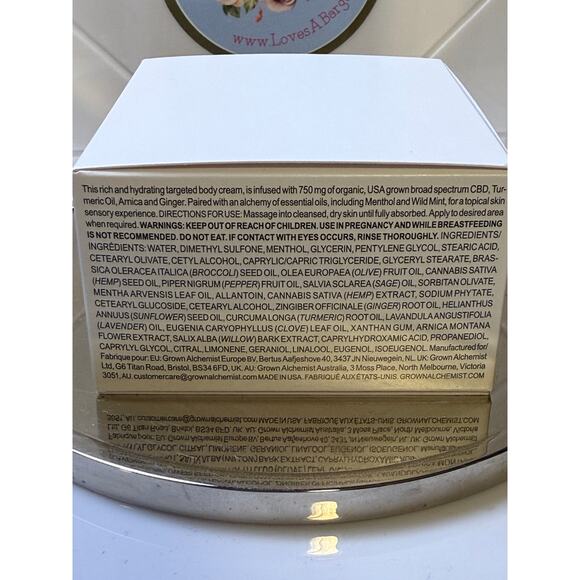 www.LovesABarg
This rich and hydrating targeted body cream, is infused with 750 mg of organic, USA grown broad spectrum CBD, Tur-
meric Oil, Arnica and Ginger. Paired with an alchemy of essential oils, including Menthol and Wild Mint, for a topical skin
sensory experience. DIRECTIONS FOR USE: Massage into cleansed, dry skin until fully absorbed. Apply to desired area
when required. WARNINGS: KEEP OUT OF REACH OF CHILDREN. USE IN PREGNANCY AND WHILE BREASTFEEDING
IS NOT RECOMMENDED. DO NOT EAT. IF CONTACT WITH EYES OCCURS, RINSE THOROUGHLY. INGREDIENTS/
INGRÉDIENTS: WATER, DIMETHYL SULFONE, MENTHOL, GLYCERIN, PENTYLENE GLYCOL, STEARIC ACID,
CETEARYL OLIVATE, CETYL ALCOHOL, CAPRYLIC/CAPRIC TRIGLYCERIDE, GLYCERYL STEARATE, BRAS-
SICA OLERACEA ITALICA (BROCCOLI) SEED OIL, OLEA EUROPAEA (OLIVE) FRUIT OIL, CANNABIS SATIVA
(HEMP) SEED OIL, PIPER NIGRUM (PEPPER) FRUIT OIL, SALVIA SCLAREA (SAGE) OIL, SORBITAN OLIVATE,
MENTHA ARVENSIS LEAF OIL, ALLANTOIN, CANNABIS SATIVA (HEMP) EXTRACT, SODIUM PHYTATE,
CETEARYL GLUCOSIDE, CETEARYL ALCOHOL, ZINGIBER OFFICINALE (GINGER) ROOT OIL, HELIANTHUS
ANNUUS (SUNFLOWER) SEED OIL, CURCUMA LONGA (TURMERIC) ROOT OIL, LAVANDULA ANGUSTIFOLIA
(LAVENDER) OIL, EUGENIA CARYOPHYLLUS (CLOVE) LEAF OIL, XANTHAN GUM, ARNICA MONTANA
FLOWER EXTRACT, SALIX ALBA (WILLOW) BARK EXTRACT, CAPRYLHYDROXAMIC ACID, PROPANEDIOL,
CAPRYLYL GLYCOL, CITRAL, LIMONENE, GERANIOL, LINALOOL, EUGENOL, ISOEUGENOL. Manufactured for/
Fabriqué pour: EU: Grown Alchemist Europe BV, Bertus Aafjeshove 40, 3437 JN Nieuwegein, NL. UK: Grown Alchemist
Ltd, G6 Titan Road, Bristol, BS34 6FD, UK, AU: Grown Alchemist Australia, 3 Moss Place, North Melbourne, Victoria
3051, AU, customercare@grownalchemist.com MADE IN USA. FABRIQUÉ AUX ÉTATS-UNIS. GROWNALCHEMIST.COM